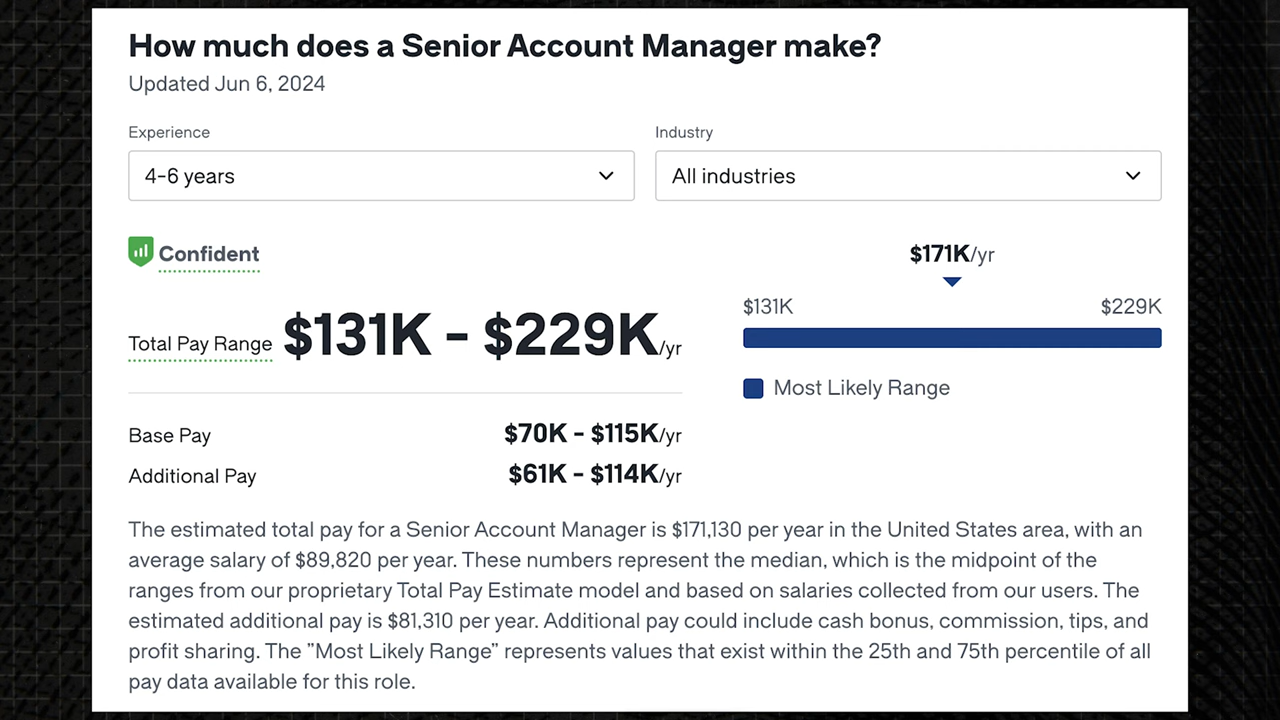 How much does a Senior Account Manager make?
Updated Jun 6, 2024
Experience
Industry
4-6 years
All industries
Confident
$171K/yr
$131K
$229K
Total Pay Range $131K - $229K/yr
Most Likely Range
Base Pay $70K - $115K/yr
Additional Pay $61K - $114K/yr
The estimated total pay for a Senior Account Manager is $171,130 per year in the United States area, with an
average salary of $89,820 per year. These numbers represent the median, which is the midpoint of the
ranges from our proprietary Total Pay Estimate model and based on salaries collected from our users. The
estimated additional pay is $81,310 per year. Additional pay could include cash bonus, commission, tips, and
profit sharing. The ”Most Likely Range” represents values that exist within the 25th and 75th percentile of all
pay data available for this role.